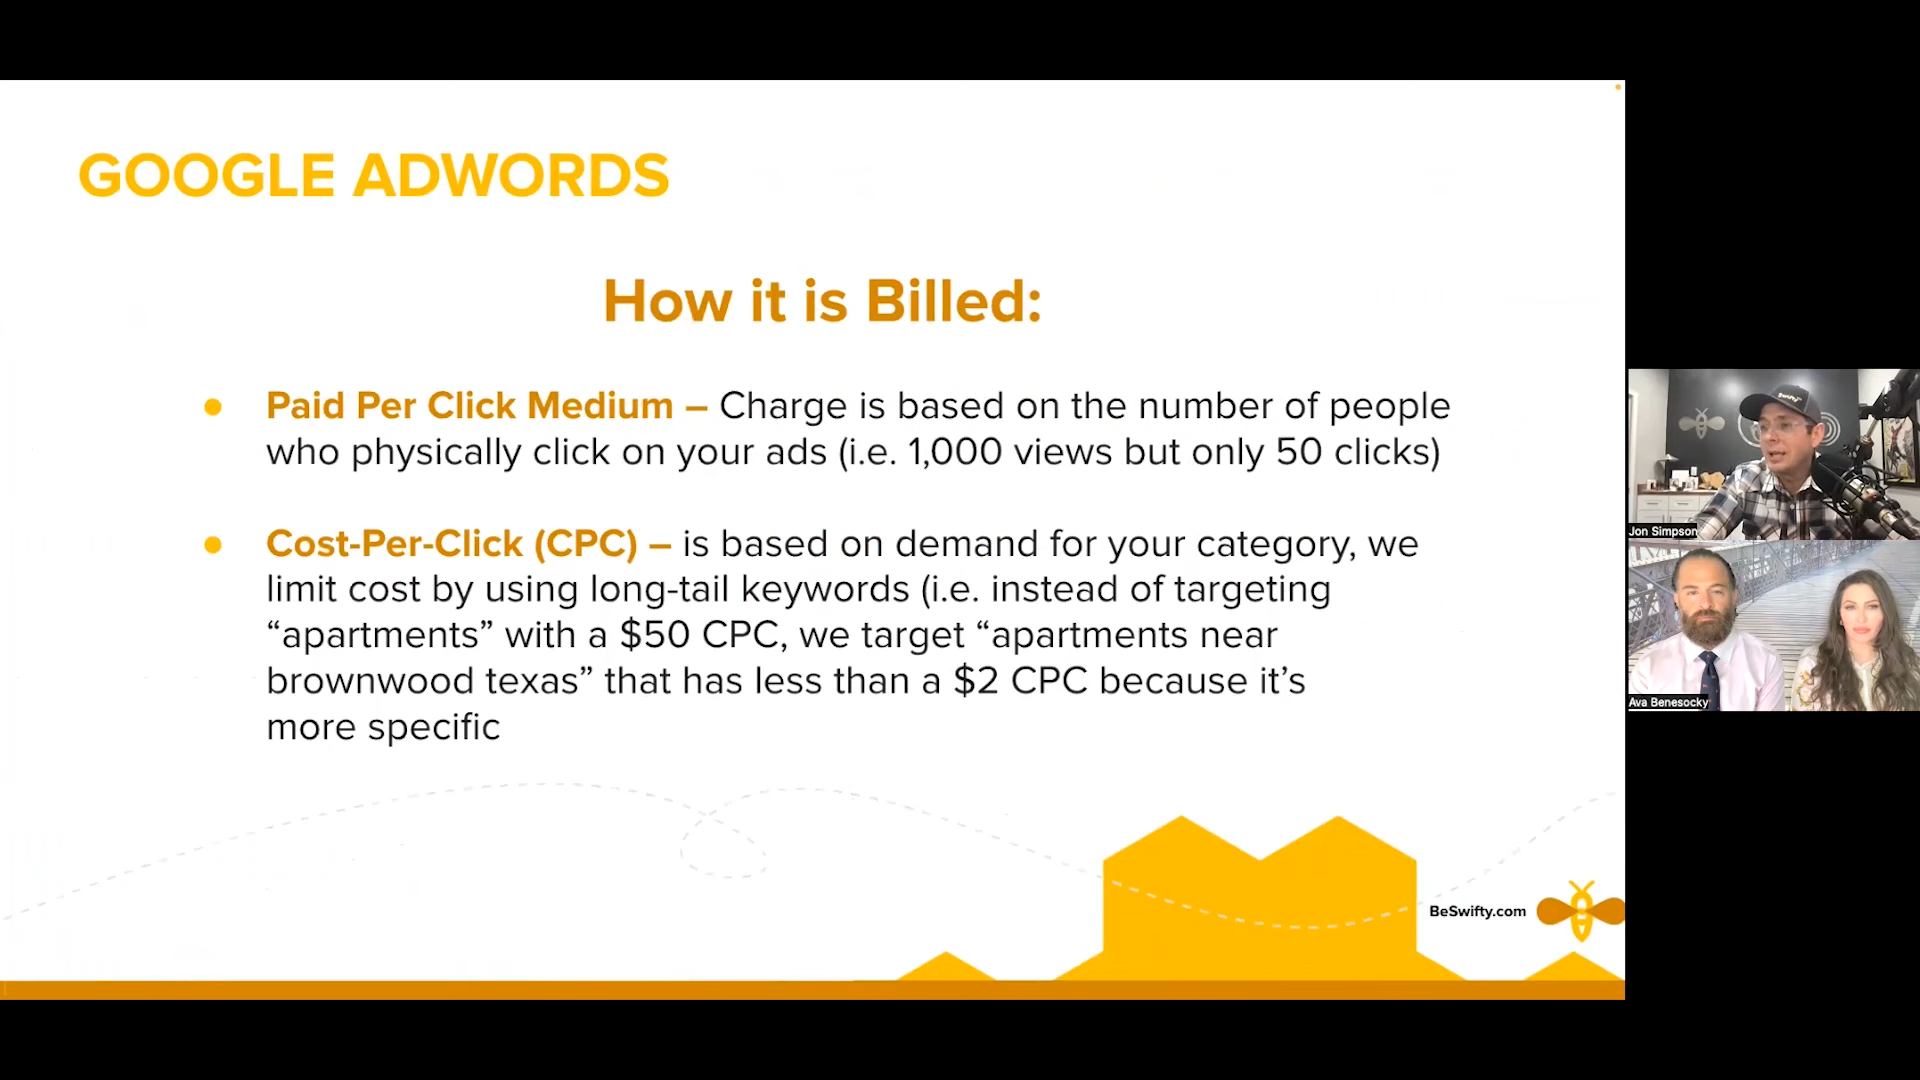 GOOGLE ADWORDS
How it is Billed:
Paid Per Click Medium – Charge is based on the number of people
who physically click on your ads (i.e. 1,000 views but only 50 clicks)
Cost-Per-Click (CPC) – is based on demand for your category, we
limit cost by using long-tail keywords (i.e. instead of targeting
“apartments” with a $50 CPC, we target “apartments near
brownwood texas” that has less than a $2 CPC because it’s
more specific
BeSwifty.com
Swifty
Jon Simpson
Ava Benesocky